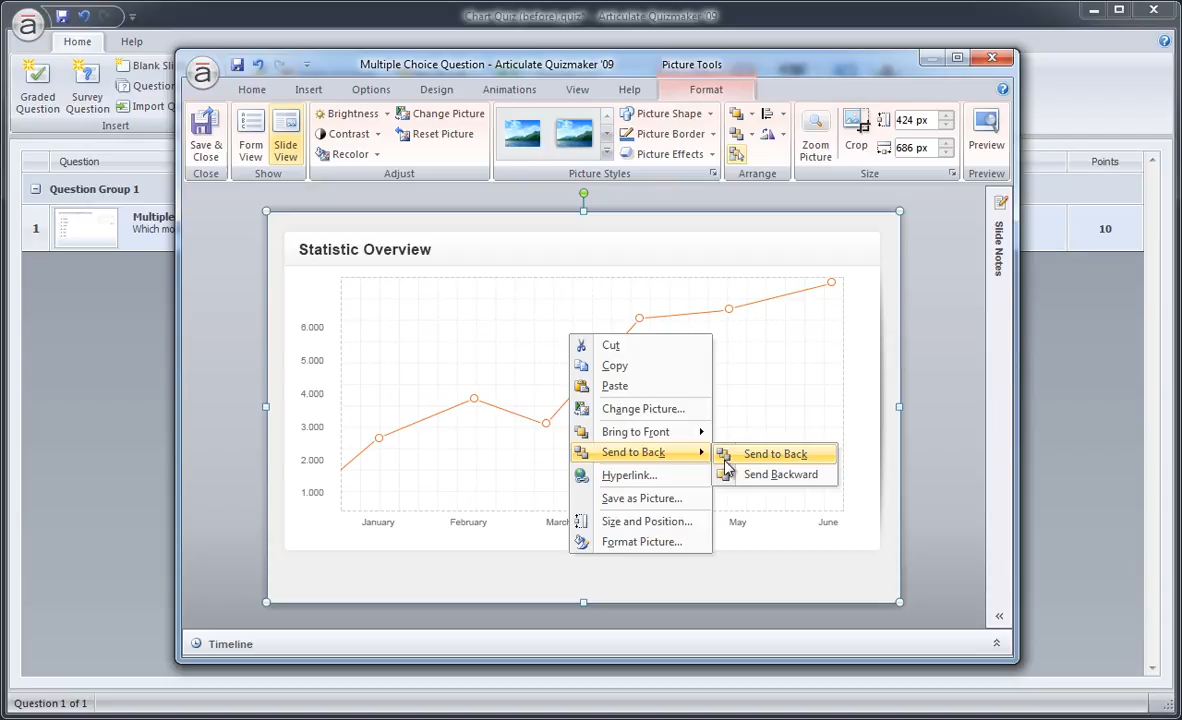 Chart Quiz (before).quiz* - Articulate Quizmaker '09
Home
Help
Graded Question
Survey Question
Blank Sli
Question
Import Q
Insert
Question
Points
Question Group 1
1
Multiple
Which mo
10
Multiple Choice Question - Articulate Quizmaker '09
Picture Tools
Home
Insert
Options
Design
Animations
View
Help
Format
Save & Close
Form View
Slide View
Brightness
Contrast
Recolor
Change Picture
Reset Picture
Picture Shape
Picture Border
Picture Effects
Zoom Picture
Crop
424 px
686 px
Preview
Close
Show
Adjust
Picture Styles
Arrange
Size
Preview
Statistic Overview
6.000
5.000
4.000
3.000
2.000
1.000
January
February
March
May
June
Cut
Copy
Paste
Change Picture...
Bring to Front
Send to Back
Hyperlink...
Save as Picture...
Size and Position...
Format Picture...
Send to Back
Send Backward
Slide Notes
Timeline
Question 1 of 1